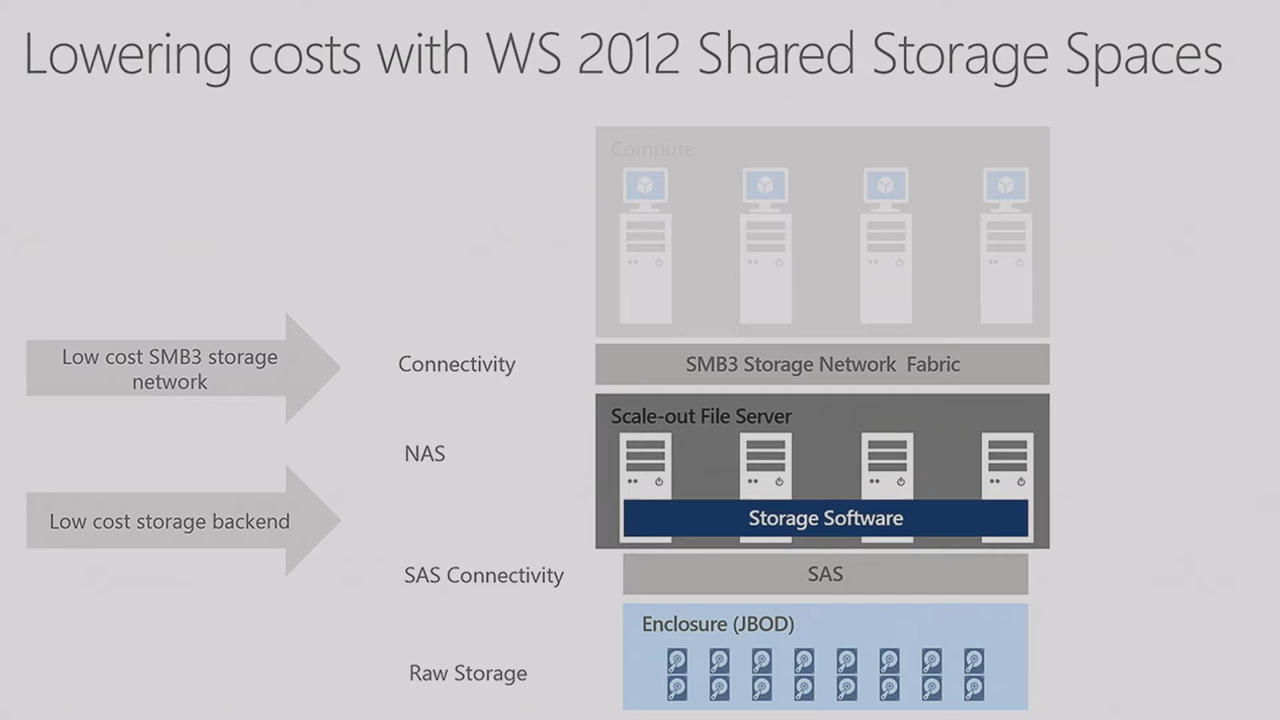 Lowering costs with WS 2012 Shared Storage Spaces
Compute
Low cost SMB3 storage
network
Connectivity
SMB3 Storage Network Fabric
Scale-out File Server
NAS
Low cost storage backend
Storage Software
SAS Connectivity
SAS
Enclosure (JBOD)
Raw Storage